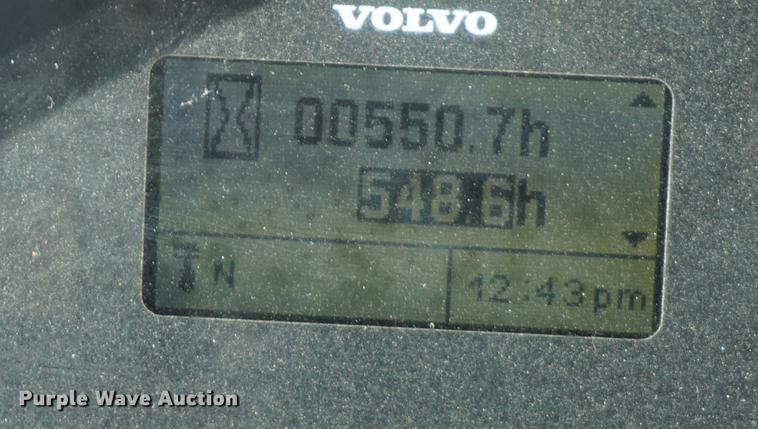 VOLVO
00550.7h
548.6h
N
12:43pm
Purple Wave Auction